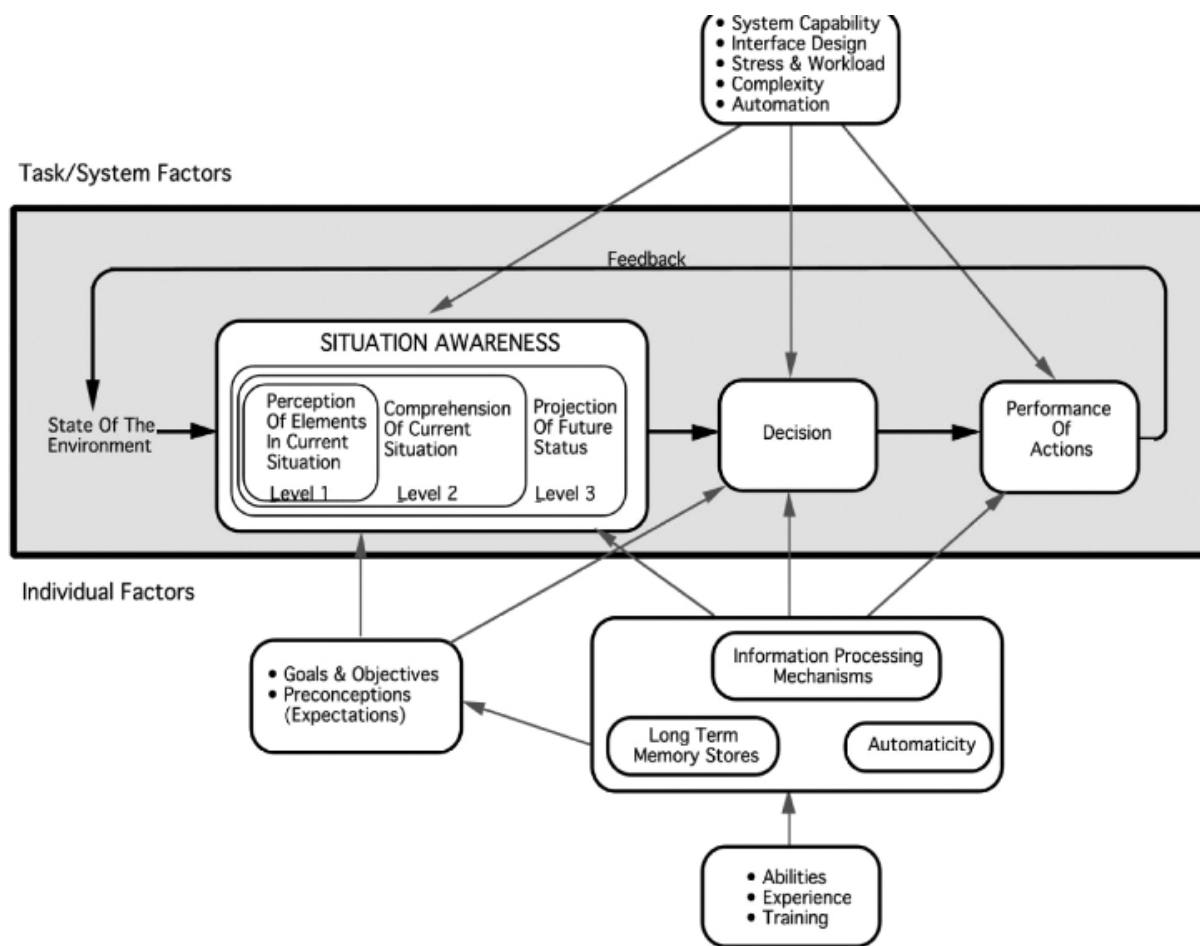 • System Capability
• Interface Design
• Stress & Workload
• Complexity
• Automation
Task/System Factors
Feedback
SITUATION AWARENESS
Perception
Of Elements
In Current
Situation
Level 1
Comprehension
Of Current
Situation
Level 2
Projection
Of Future
Status
Level 3
State Of The
Environment
Decision
Performance
Of
Actions
Individual Factors
• Goals & Objectives
• Preconceptions
(Expectations)
Information Processing
Mechanisms
Long Term
Memory Stores
Automaticity
• Abilities
• Experience
• Training